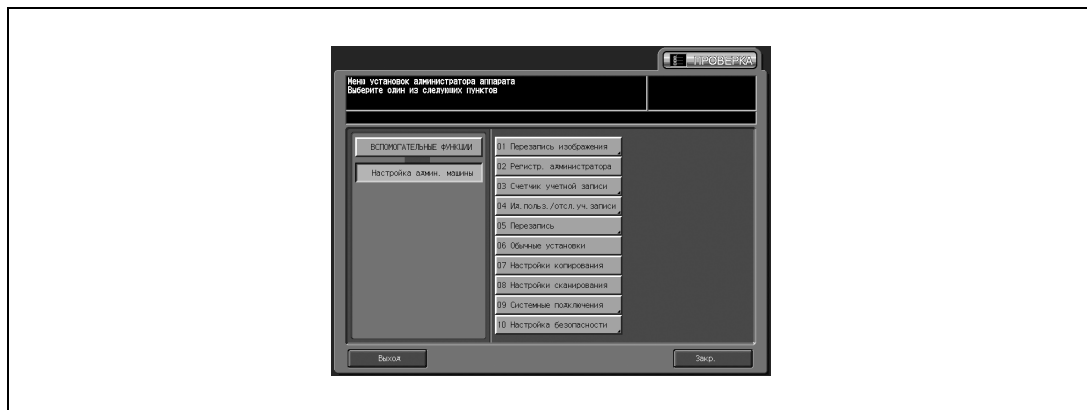 ПРОВЕРКА
Меню установок администратора аппарата
Выберите один из следующих пунктов
ВСПОМОГАТЕЛЬНЫЕ ФУНКЦИИ
Настройка админ. машины
01 Перезапись изображения
02 Регистр. администратора
03 Счетчик учетной записи
04 Ид.польз./отсл.уч.записи
05 Перезапись
06 Обычные установки
07 Настройки копирования
08 Настройки сканирования
09 Системные подключения
10 Настройка безопасности
Выход
Закр.